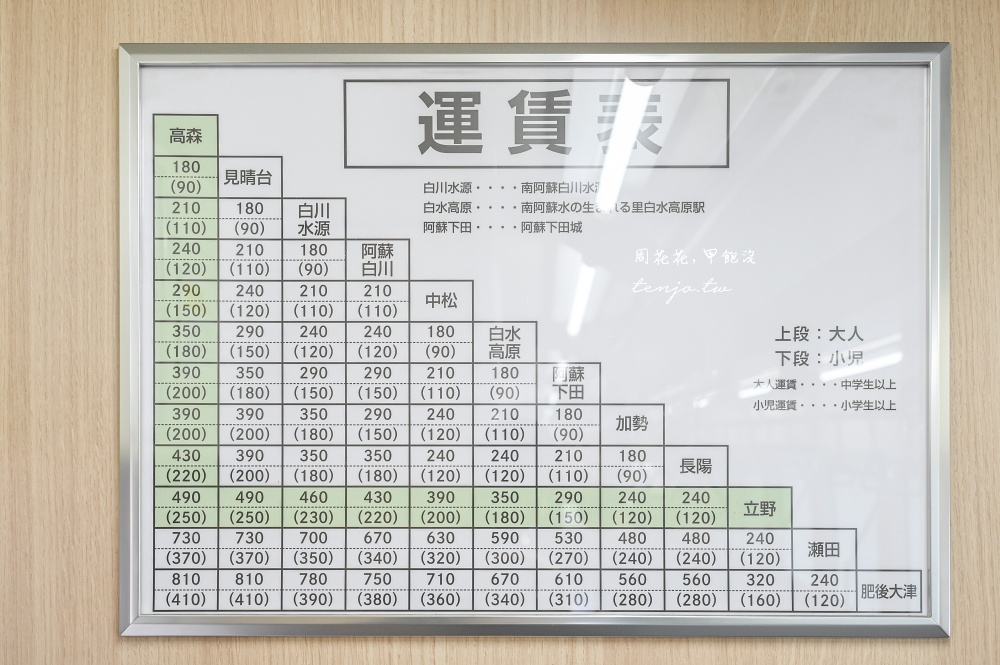 運賃表
高森
180
(90)
見晴台
白川水源・・・・南阿蘇白川水源
210 180 白川
(110) (90) 水源
白水高原・・・・南阿蘇水の生まれる里白水高原駅
阿蘇下田・・・・阿蘇下田城
240 210 180 阿蘇
(120) (110) (90) 白川
周花花,甲飽沒
tenjo.tw
290 240 210 210
(150) (120) (110) (110)
中松
350 290 240 240 180 白水
(180) (150) (120) (120) (90) 高原
上段:大人
下段:小児
390 350 290 290 210 180 阿蘇
(200) (180) (150) (150) (110) (90) 下田
大人運賃・・・・中学生以上
小児運賃・・・・小学生以上
390 390 350 290 240 210 180
(200) (200) (180) (150) (120) (110) (90)
加勢
430 390 350 350 240 240 210 180
(220) (200) (180) (180) (120) (120) (110) (90)
長陽
490 490 460 430 390 350 290 240 240
(250) (250) (230) (220) (200) (180) (150) (120) (120)
立野
730 730 700 670 630 590 530 480 480 240
(370) (370) (350) (340) (320) (300) (270) (240) (240) (120)
瀬田
810 810 780 750 710 670 610 560 560 320 240
(410) (410) (390) (380) (360) (340) (310) (280) (280) (160) (120)
肥後大津